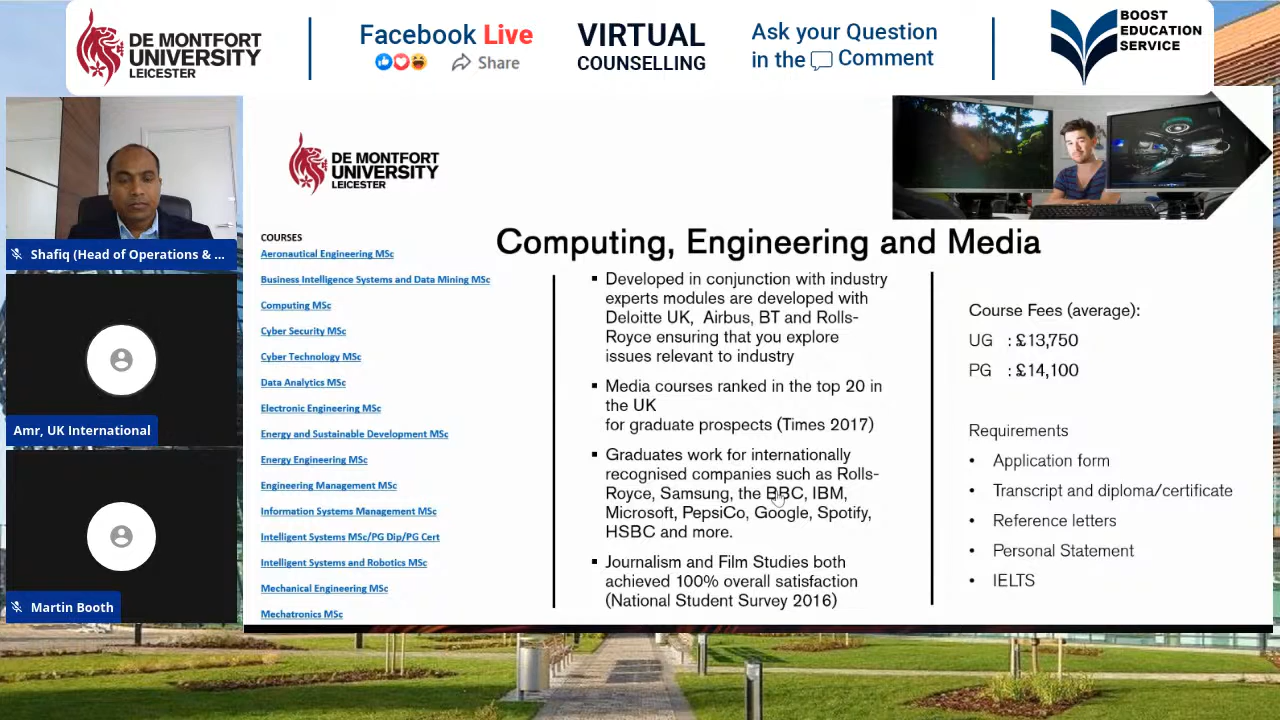 DE MONTFORT
UNIVERSITY
LEICESTER
Facebook Live
Share
VIRTUAL
COUNSELLING
Ask your Question
in the Comment
BOOST
EDUCATION
SERVICE
Shafiq (Head of Operations & ...
Amr, UK International
Martin Booth
DE MONTFORT
UNIVERSITY
LEICESTER
Computing, Engineering and Media
COURSES
Aeronautical Engineering MSc
Business Intelligence Systems and Data Mining MSc
Computing MSc
Cyber Security MSc
Cyber Technology MSc
Data Analytics MSc
Electronic Engineering MSc
Energy and Sustainable Development MSc
Energy Engineering MSc
Engineering Management MSc
Information Systems Management MSc
Intelligent Systems MSc/PG Dip/PG Cert
Intelligent Systems and Robotics MSc
Mechanical Engineering MSc
Mechatronics MSc
▪ Developed in conjunction with industry
experts modules are developed with
Deloitte UK, Airbus, BT and Rolls-
Royce ensuring that you explore
issues relevant to industry
▪ Media courses ranked in the top 20 in
the UK
for graduate prospects (Times 2017)
▪ Graduates work for internationally
recognised companies such as Rolls-
Royce, Samsung, the BBC, IBM,
Microsoft, PepsiCo, Google, Spotify,
HSBC and more.
▪ Journalism and Film Studies both
achieved 100% overall satisfaction
(National Student Survey 2016)
Course Fees (average):
UG : £13,750
PG : £14,100
Requirements
• Application form
• Transcript and diploma/certificate
• Reference letters
• Personal Statement
• IELTS